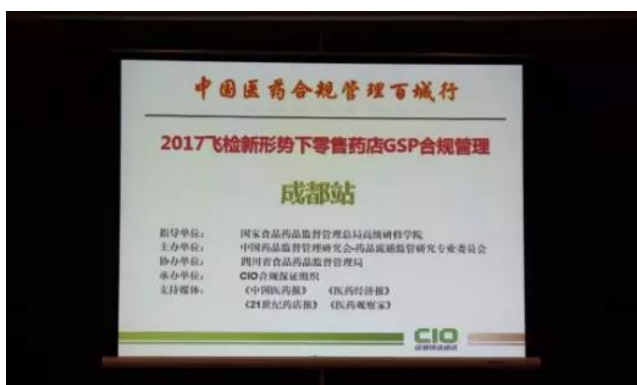 中国医药合规管理百城行
2017飞检新形势下零售药店GSP合规管理
成都站
指导单位： 国家食品药品监督管理总局高级研修学院
主办单位： 中国药品监督管理研究会-药品流通监管研究专业委员会
协办单位： 四川省食品药品监督管理局
承办单位： CIO合规保证组织
支持媒体： 《中国医药报》 《医药经济报》
《21世纪药店报》 《医药观察家》
CIO